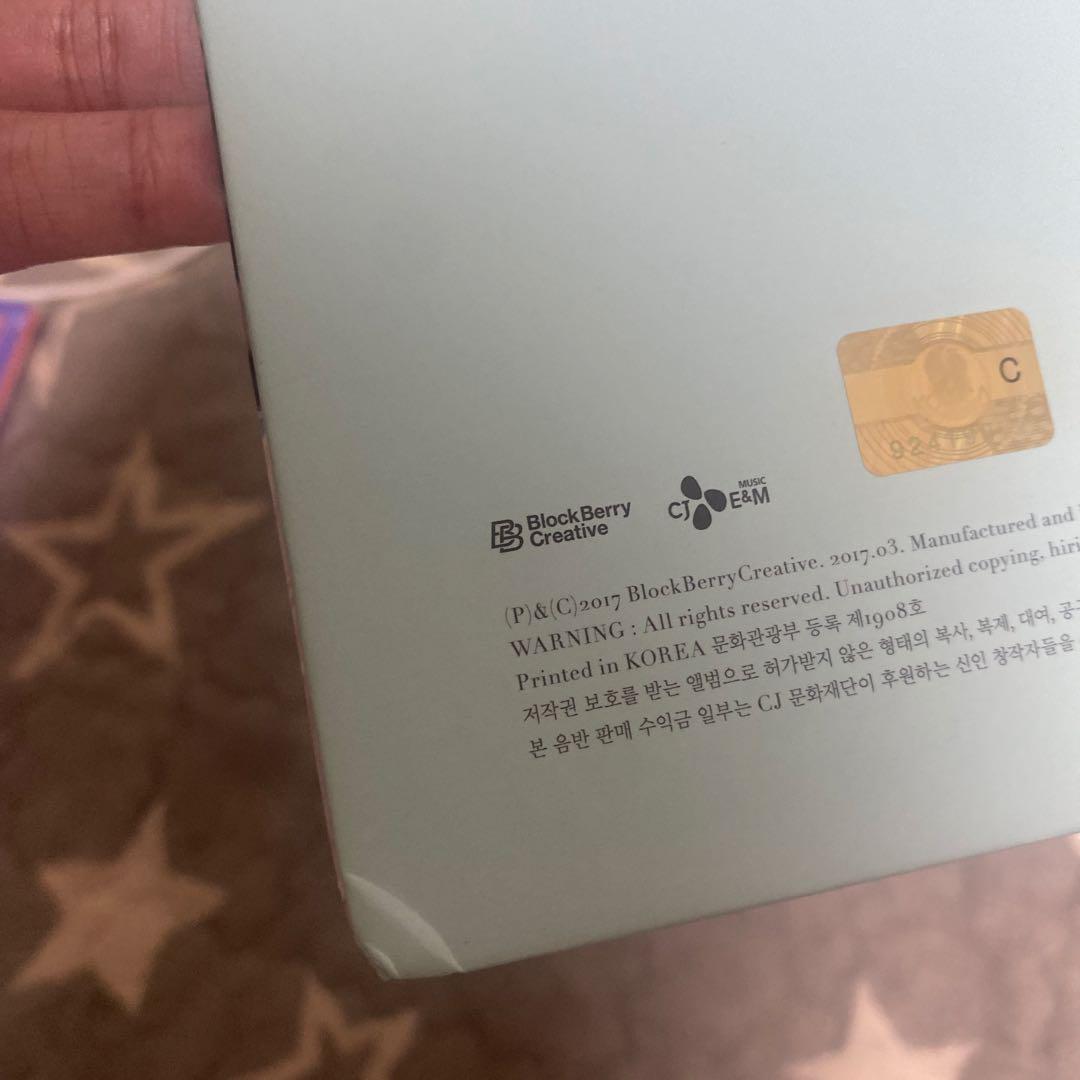 C
BlockBerry
Creative
CJ
MUSIC
E&M
(P)&(C)2017 BlockBerryCreative. 2017.03. Manufactured and
WARNING : All rights reserved. Unauthorized copying, hiri
Printed in KOREA 문화관광부 등록 제1908호
저작권 보호를 받는 앨범으로 허가받지 않은 형태의 복사, 복제, 대여,
본 음반 판매 수익금 일부는 CJ 문화재단이 후원하는 신인 창작자들을